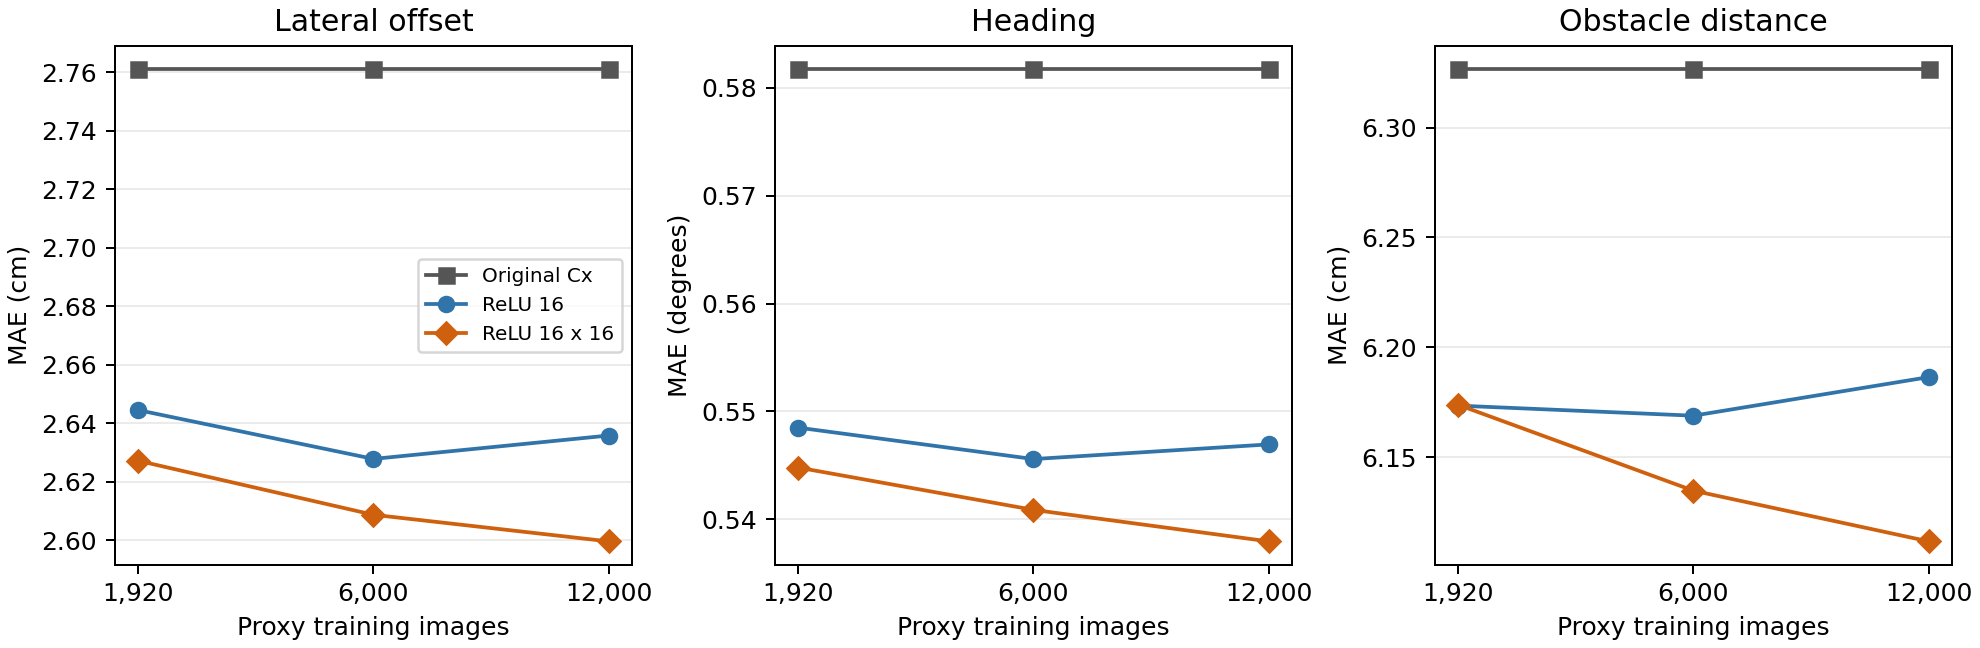 Lateral offset
MAE (cm)
2.76
2.74
2.72
2.70
2.68
2.66
2.64
2.62
2.60
Original Cx
ReLU 16
ReLU 16 x 16
1,920
6,000
12,000
Proxy training images
Heading
MAE (degrees)
0.58
0.57
0.56
0.55
0.54
1,920
6,000
12,000
Proxy training images
Obstacle distance
MAE (cm)
6.30
6.25
6.20
6.15
1,920
6,000
12,000
Proxy training images